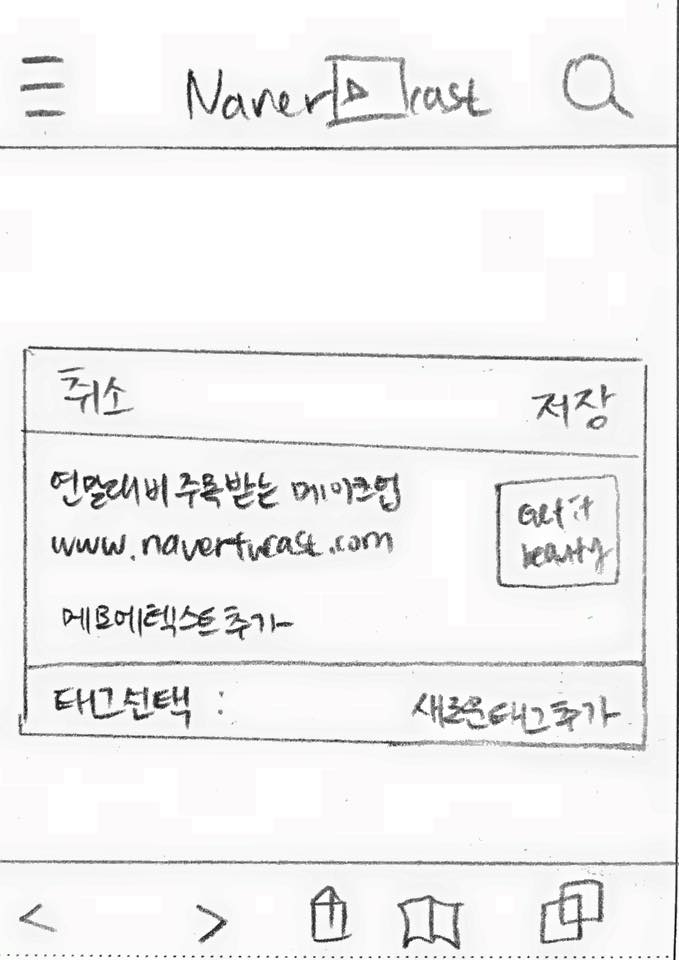 Naver cast
취소
저장
연말대비 주목받는 메이크업
www.navertvcast.com
Get it
beauty
메모에텍스트추가
태그선택 :
새로운태그추가